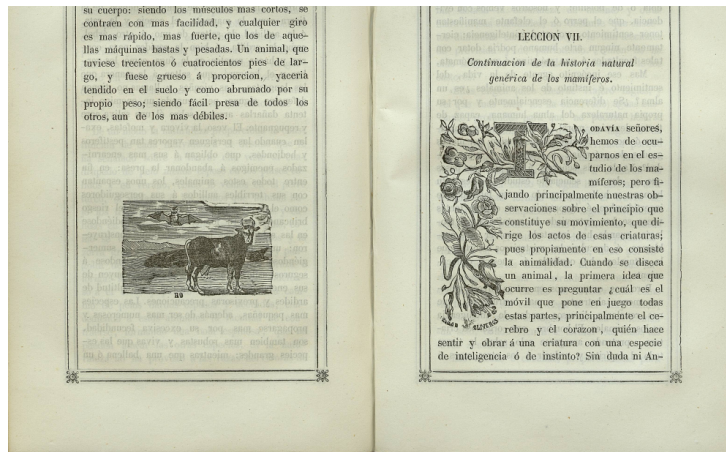 su cuerpo: siendo los músculos mas cortos, se
contraen con mas facilidad, y cualquier giro
es mas rápido, mas fuerte, que los de aque-
llas máquinas bastas y pesadas. Un animal, que
tuviese trecientos ó cuatrocientos pies de lar-
go, y fuese grueso á proporcion, yaceria
tendido en el suelo y como abrumado por su
propio peso; siendo fácil presa de todos los
otros, aun de los mas débiles.
LECCION VII.
Continuacion de la historia natural
genérica de los mamíferos.
TODAVÍA señores,
hemos de ocu-
parnos en el es-
tudio de los ma-
míferos; pero fi-
jando principalmente nuestras ob-
servaciones sobre el principio que
constituye su movimiento, que di-
rige los actos de esas criaturas;
pues propiamente en eso consiste
la animalidad. Cuando se diseca
un animal, la primera idea que
ocurre es preguntar ¿cuál es el
móvil que pone en juego todas
estas partes, principalmente el ce-
rebro y el corazon, quién hace
sentir y obrar á una criatura con una especie
de inteligencia ó de instinto? Sin duda ni An-